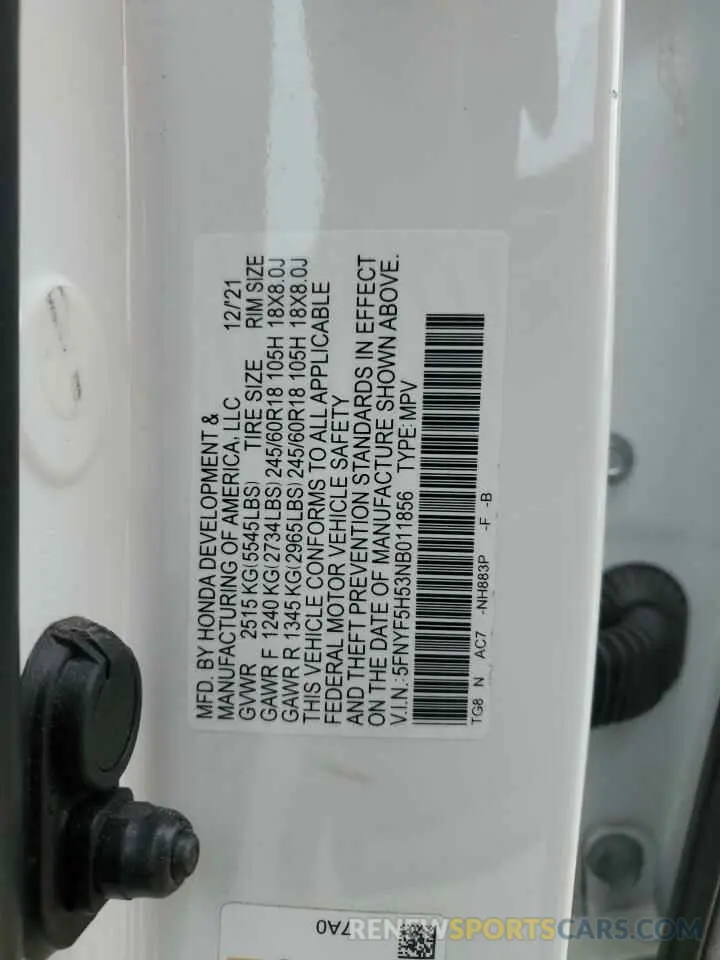 MFD. BY HONDA DEVELOPMENT &
MANUFACTURING OF AMERICA, LLC 12/'21
GVWR 2515 KG(5545LBS) TIRE SIZE RIM SIZE
GAWR F 1240 KG(2734LBS) 245/60R18 105H 18X8.0J
GAWR R 1345 KG(2965LBS) 245/60R18 105H 18X8.0J
THIS VEHICLE CONFORMS TO ALL APPLICABLE
FEDERAL MOTOR VEHICLE SAFETY
AND THEFT PREVENTION STANDARDS IN EFFECT
ON THE DATE OF MANUFACTURE SHOWN ABOVE.
V.I.N.: 5FNYF5H53NB011856 TYPE: MPV
TG8 N AC7 -NH883P -F -B
7A0
RENEWSPORTSCAR.COM